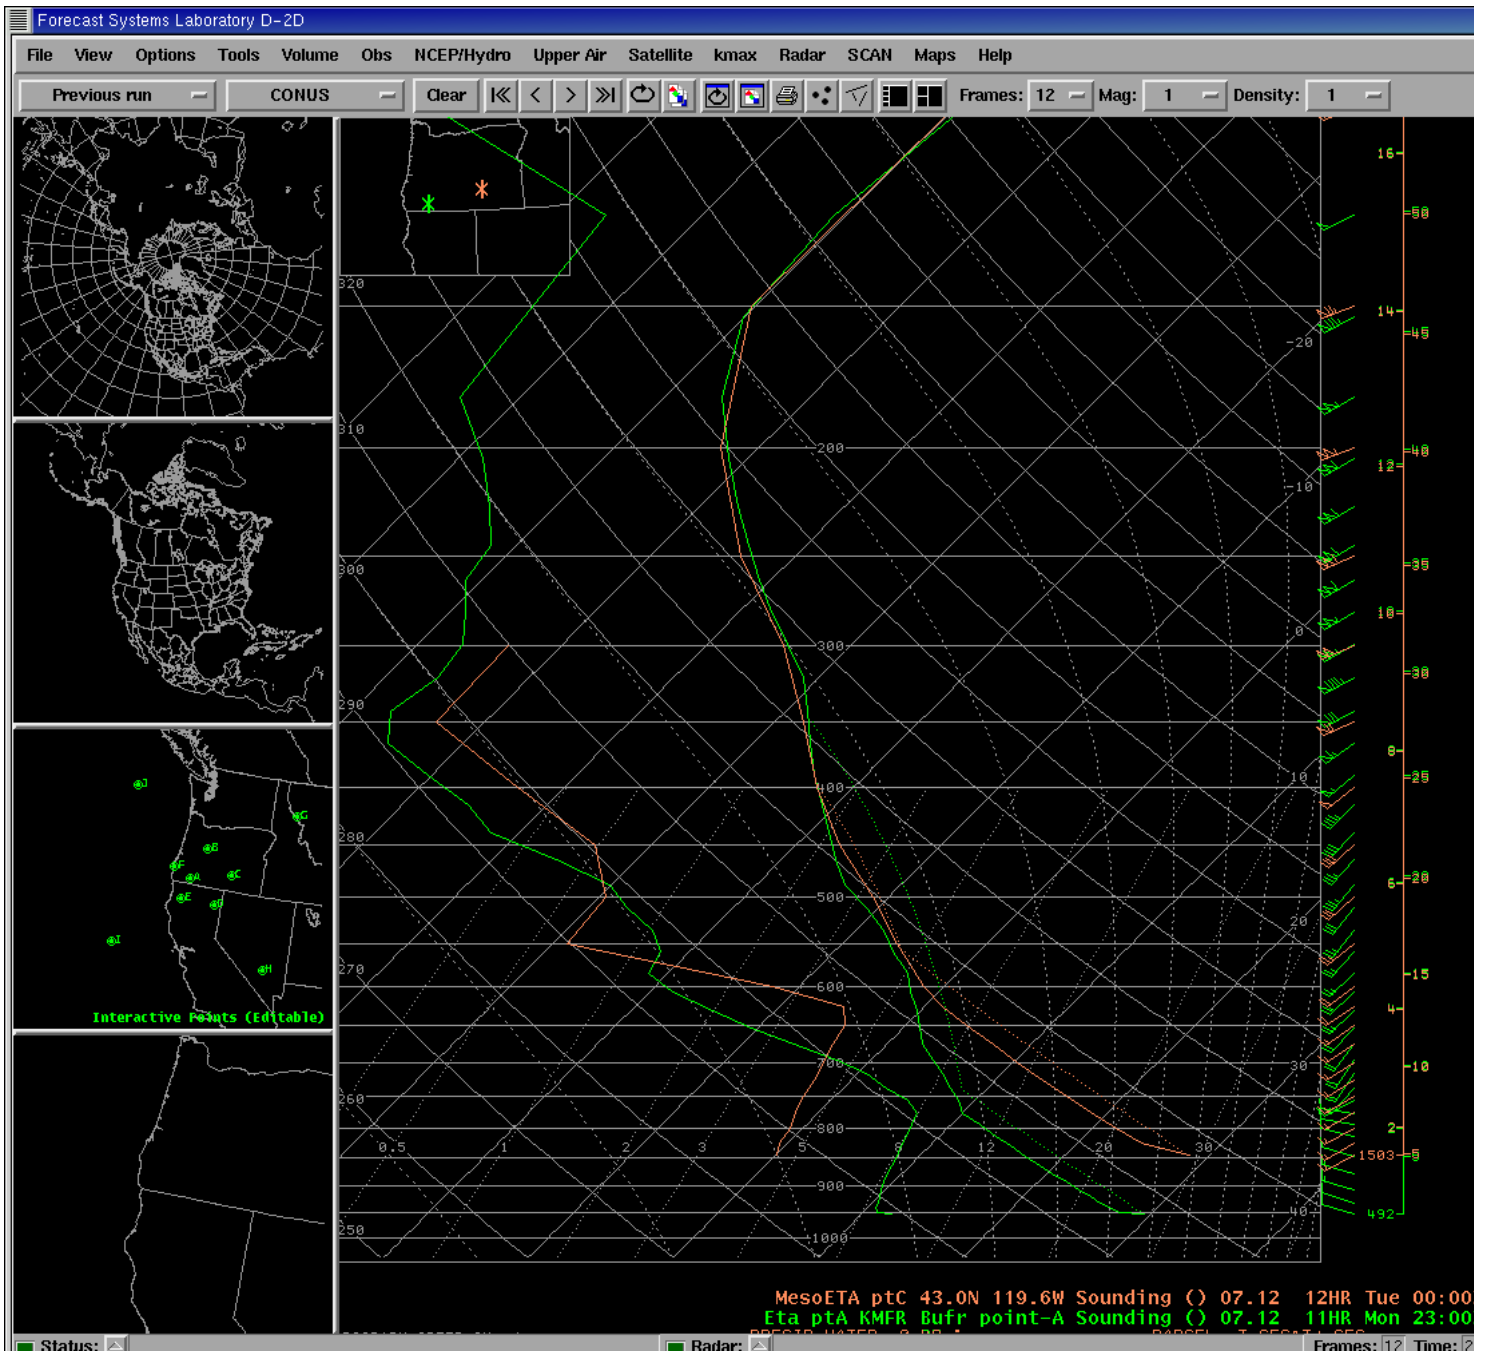 Forecast Systems Laboratory D-2D
File View Options Tools Volume Obs NCEP/Hydro Upper Air Satellite kmax Radar SCAN Maps Help
Previous run CONUS Clear Frames: 12 Mag: 1 Density: 1
J
G
B
F
A
C
E
I
H
Interactive Points (Editable)
320
310
300
290
280
270
260
250
200
300
400
500
600
700
800
900
1000
-20
-10
0
10
20
30
40
0.5 1 2 3 5 8 12 20 30
16
50
14
45
12
40
35
10
30
8
25
6
20
15
4
10
2
1503
5
492
MesoETA ptC 43.0N 119.6W Sounding () 07.12 12HR Tue 00:00
Eta ptA KMFR Bufr point-A Sounding () 07.12 11HR Mon 23:00
Status: Radar: Frames: 12 Time: 2